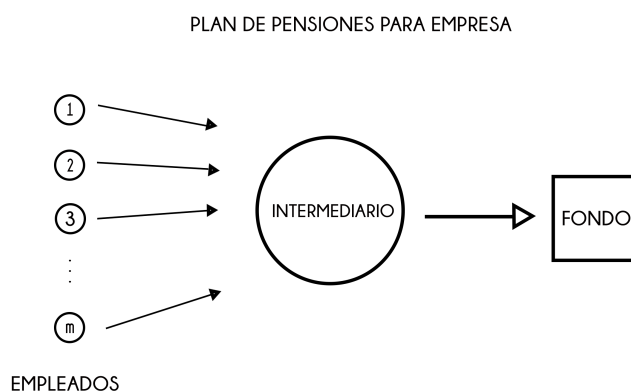 PLAN DE PENSIONES PARA EMPRESA
1
2
3
m
INTERMEDIARIO
FONDO
EMPLEADOS